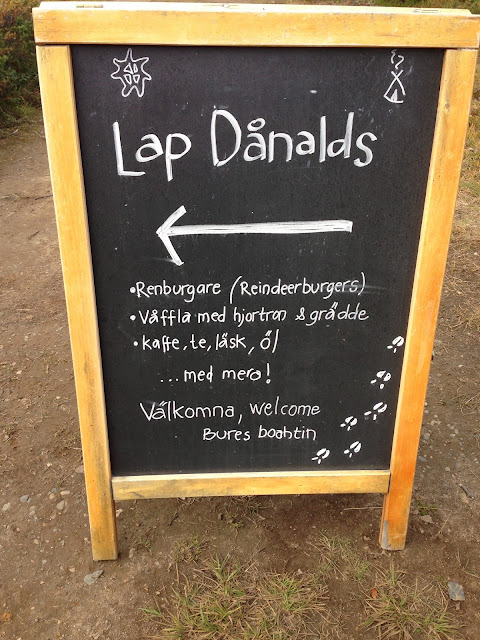 Lap Dånalds
•Renburgare (Reindeerburgers)
•Våffla med hjortron & grädde
•kaffe, te, läsk, öl
...med mera!
Välkomna, welcome
Bures boahtin